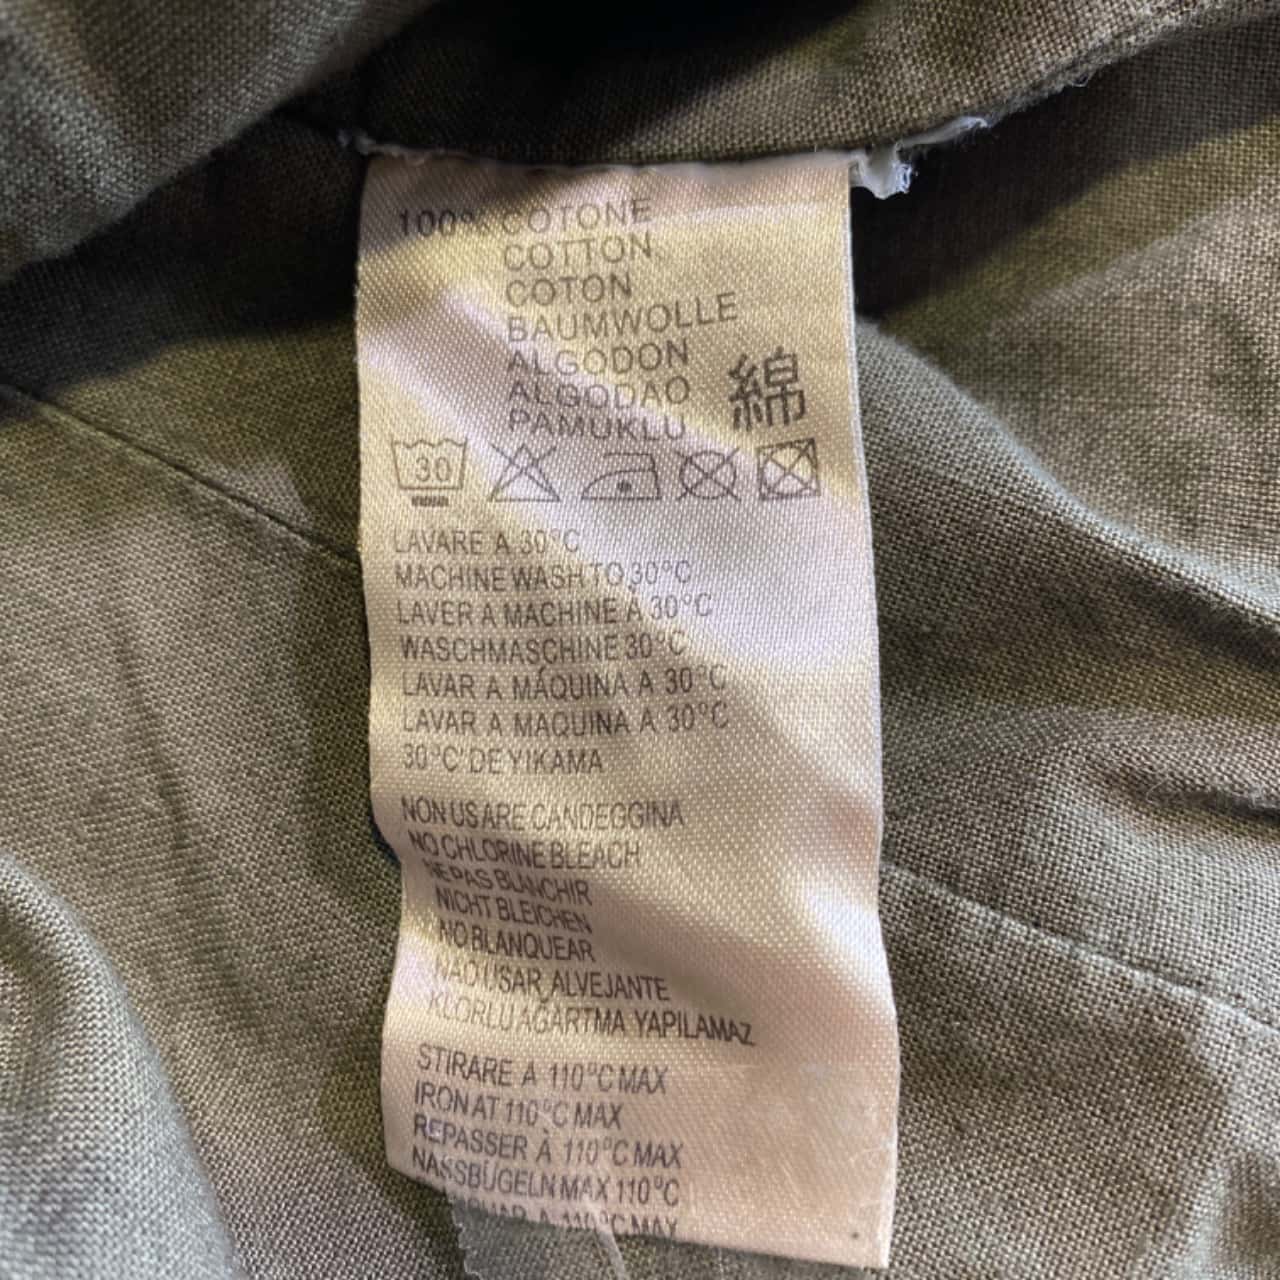 100% COTONE
COTTON
COTON
BAUMWOLLE
ALGODON
ALGODAO
PAMUKLU
綿
30
LAVARE A 30°C
MACHINE WASH TO 30°C
LAVER A MACHINE A 30°C
WASCHMASCHINE 30°C
LAVAR A MÁQUINA A 30°C
LAVAR A MAQUINA A 30°C
30°C'DE YIKAMA
NON USARE CANDEGGINA
NO CHLORINE BLEACH
NE PAS BLANCHIR
NICHT BLEICHEN
NO BLANQUEAR
NÃO USAR ALVEJANTE
KLORLU AĞARTMA YAPILAMAZ
STIRARE A 110°C MAX
IRON AT 110°C MAX
REPASSER À 110°C MAX
NASSBÜGELN MAX 110°C
A 110°C MAX